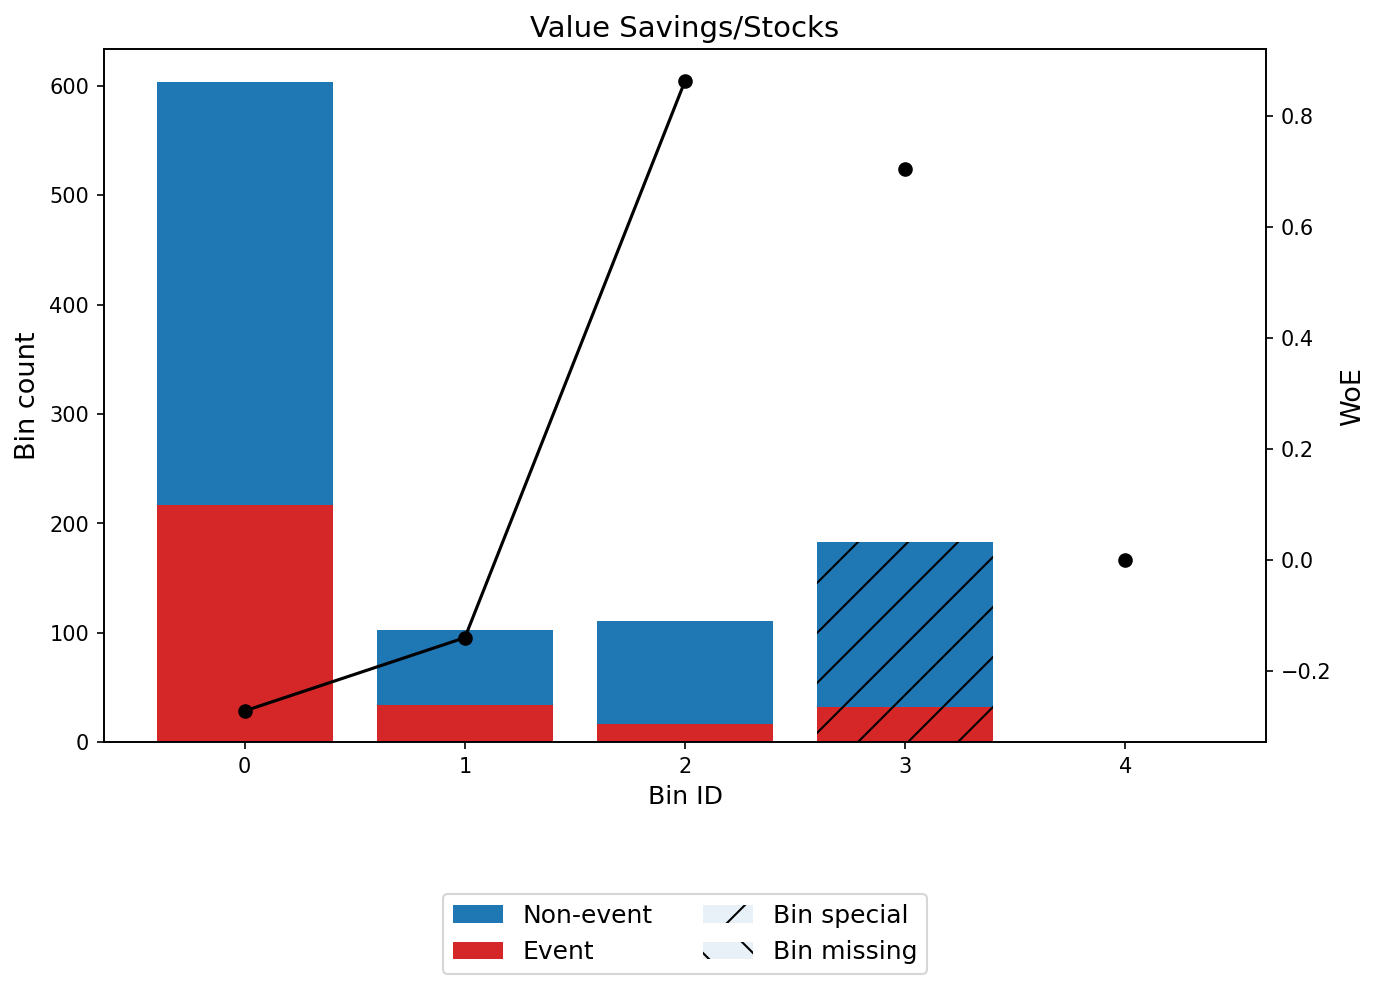 Value Savings/Stocks
600
500
400
300
200
100
0
Bin count
0.8
0.6
0.4
0.2
0.0
−0.2
WoE
0 1 2 3 4
Bin ID
Non-event
Event
Bin special
Bin missing